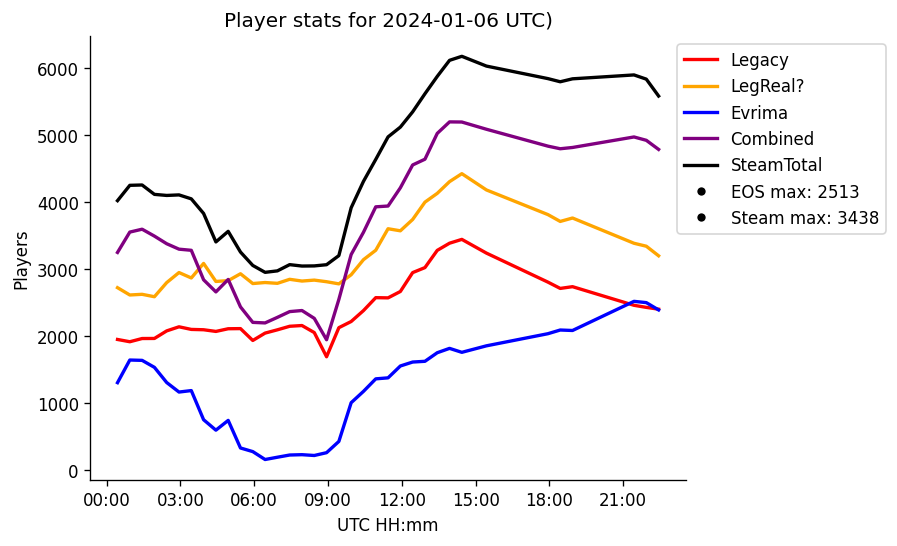 Player stats for 2024-01-06 UTC)
Legacy
LegReal?
Evrima
Combined
SteamTotal
EOS max: 2513
Steam max: 3438
Players
6000
5000
4000
3000
2000
1000
0
00:00 03:00 06:00 09:00 12:00 15:00 18:00 21:00
UTC HH:mm